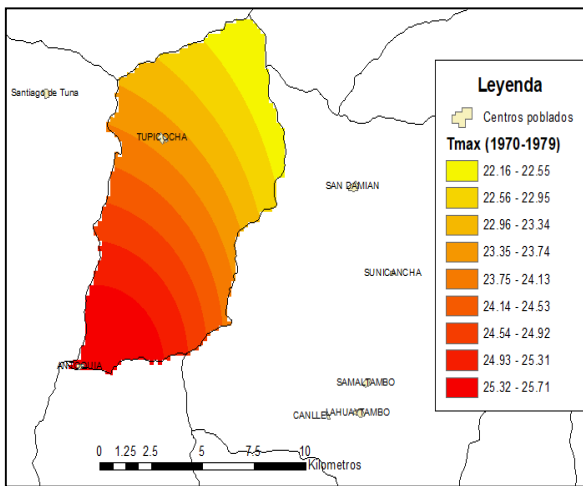 Leyenda
Centros poblados
Tmax (1970-1979)
22.16 - 22.55
22.56 - 22.95
22.96 - 23.34
23.35 - 23.74
23.75 - 24.13
24.14 - 24.53
24.54 - 24.92
24.93 - 25.31
25.32 - 25.71
Santiago de Tuna
TUPICOCHA
SAN DAMIAN
SUNICANCHA
ANTIOQUIA
SAMALTAMBO
CANLLE
LAHUAYTAMBO
0 1.25 2.5 5 7.5 10
Kilometros